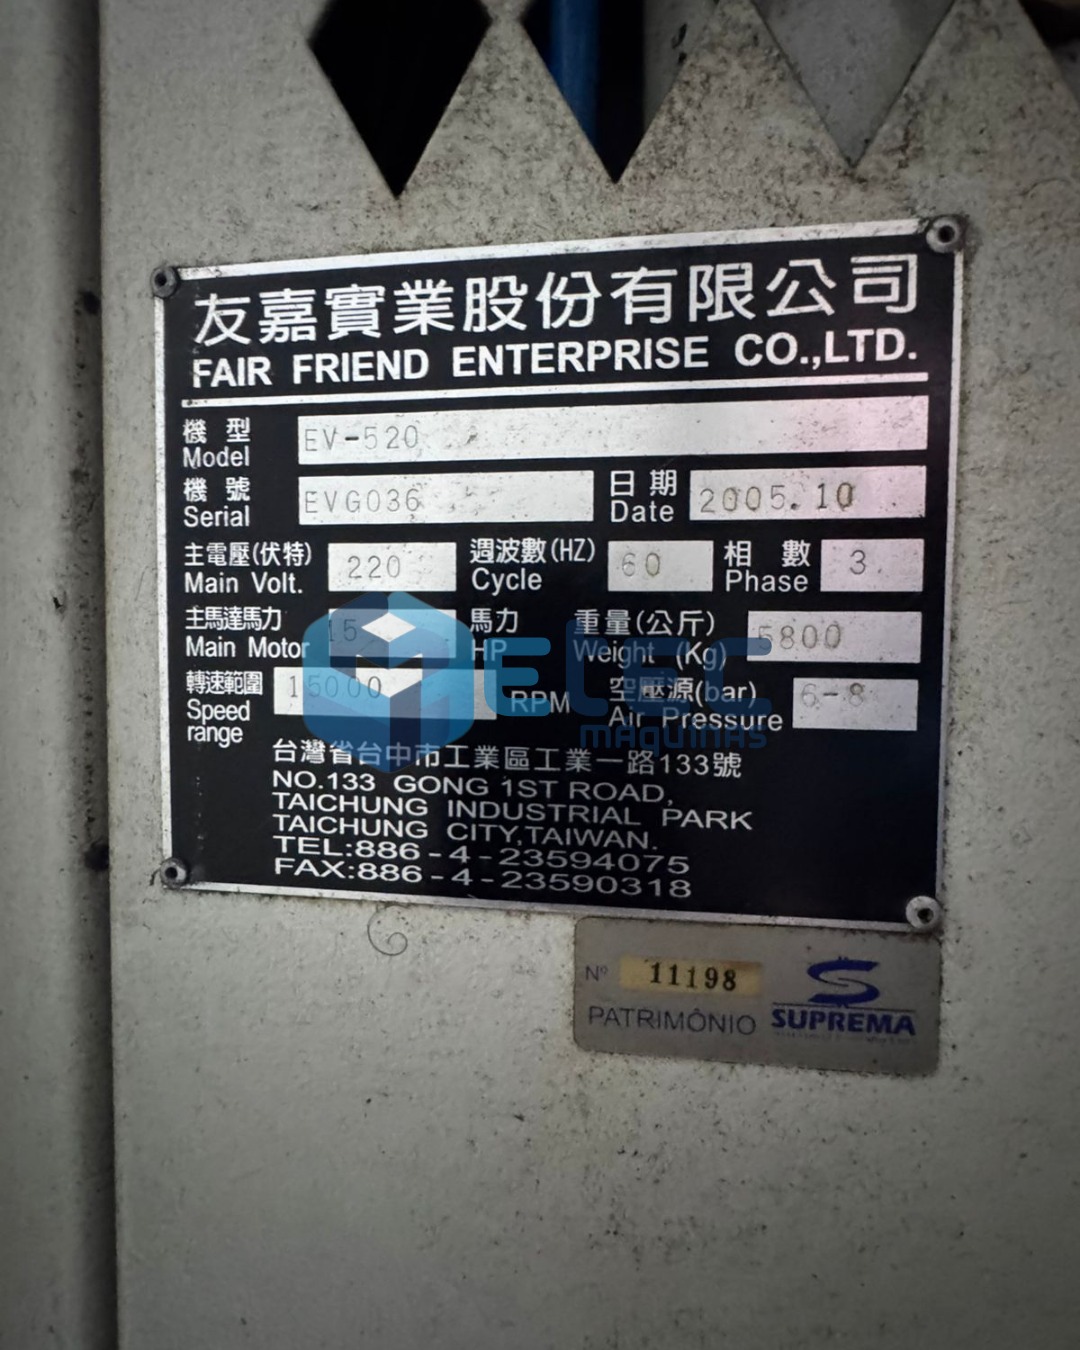 友嘉實業股份有限公司
FAIR FRIEND ENTERPRISE CO.,LTD.
機型 EV-520
Model
機號 EVG036 日期 2005.10
Serial Date
主電壓(伏特) 220 週波數(HZ) 60 相數 3
Main Volt. Cycle Phase
主馬達馬力 15 馬力 重量(公斤) 5800
Main Motor HP Weight (Kg)
轉速範圍 15000 RPM 空壓源(bar) 6-8
Speed range Air Pressure
台灣省台中市工業區工業一路133號
NO.133 GONG 1ST ROAD,
TAICHUNG INDUSTRIAL PARK
TAICHUNG CITY,TAIWAN.
TEL:886-4-23594075
FAX:886-4-23590318
ELEC
MÁQUINAS
Nº 11198
PATRIMÔNIO SUPREMA